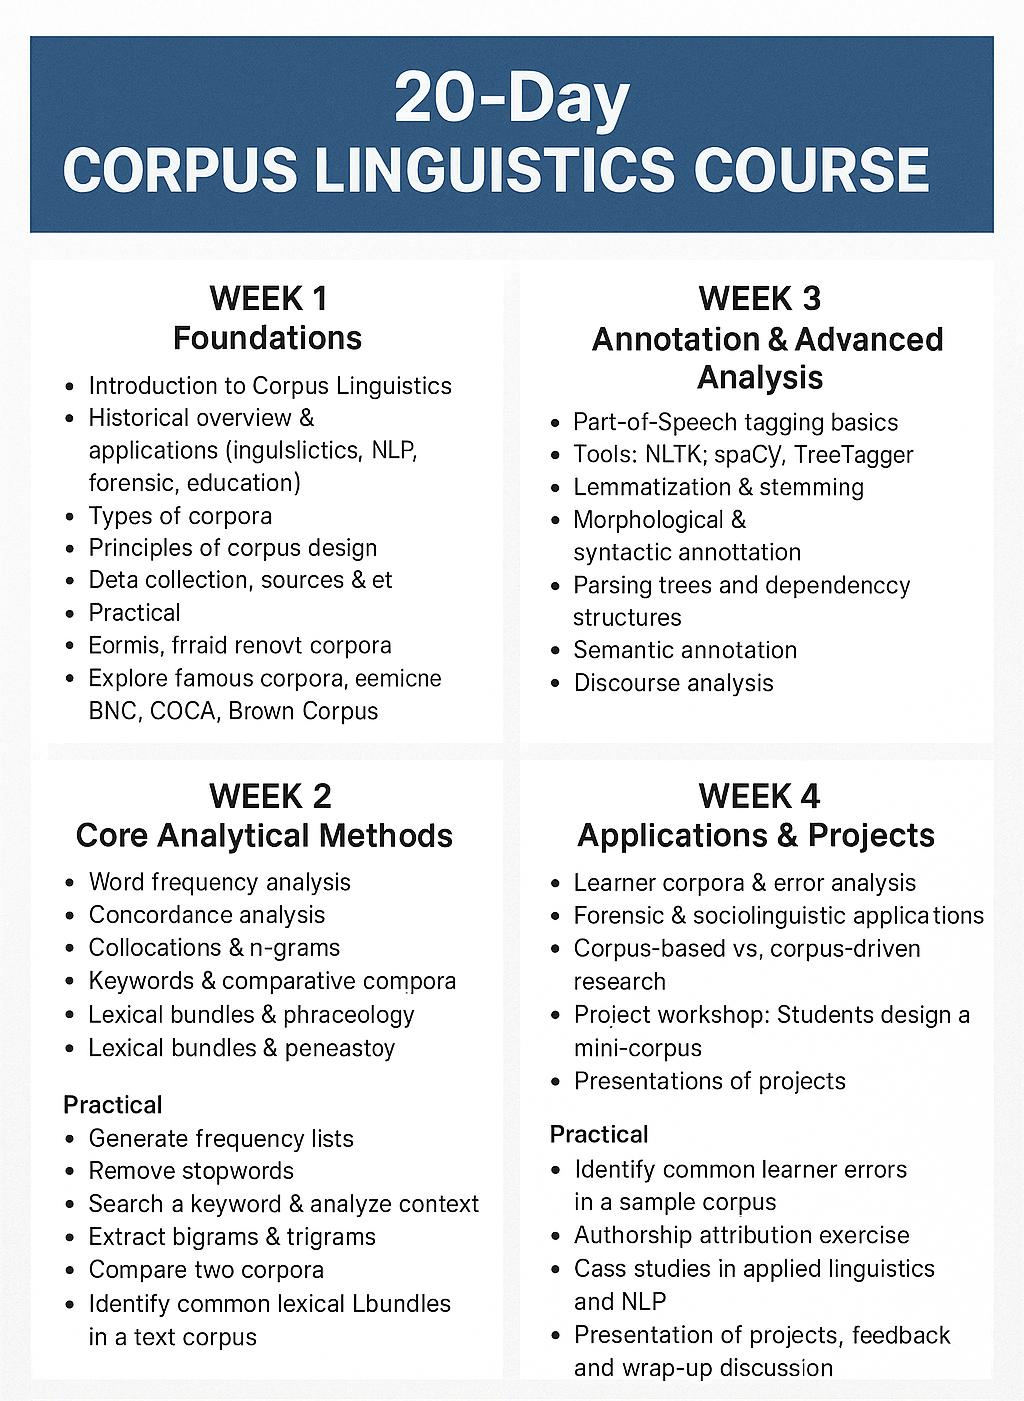 20-Day
CORPUS LINGUISTICS COURSE
WEEK 1
Foundations
• Introduction to Corpus Linguistics
• Historical overview &
applications (ingulslictics, NLP,
forensic, education)
• Types of corpora
• Principles of corpus design
• Deta collection, sources & et
• Practical
• Eormis, frraid renovt corpora
• Explore famous corpora, eemicne
BNC, COCA, Brown Corpus
WEEK 2
Core Analytical Methods
• Word frequency analysis
• Concordance analysis
• Collocations & n-grams
• Keywords & comparative compora
• Lexical bundles & phraceology
• Lexical bundles & peneastoy
Practical
• Generate frequency lists
• Remove stopwords
• Search a keyword & analyze context
• Extract bigrams & trigrams
• Compare two corpora
• Identify common lexical Lbundles
in a text corpus
WEEK 3
Annotation & Advanced
Analysis
• Part-of-Speech tagging basics
• Tools: NLTK; spaCY, TreeTagger
• Lemmatization & stemming
• Morphological &
syntactic annottation
• Parsing trees and dependenccy
structures
• Semantic annotation
• Discourse analysis
WEEK 4
Applications & Projects
• Learner corpora & error analysis
• Forensic & sociolinguistic applications
• Corpus-based vs, corpus-driven
research
• Project workshop: Students design a
mini-corpus
• Presentations of projects
Practical
• Identify common learner errors
in a sample corpus
• Authorship attribution exercise
• Cass studies in applied linguistics
and NLP
• Presentation of projects, feedback
and wrap-up discussion